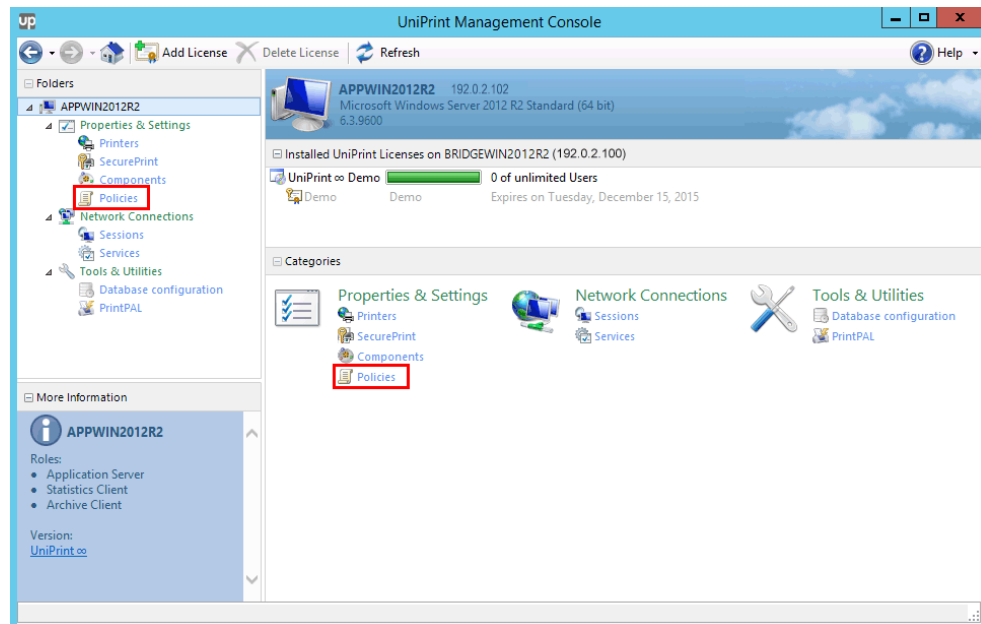 up UniPrint Management Console
Add License Delete License Refresh Help
Folders
APPWIN2012R2
Properties & Settings
Printers
SecurePrint
Components
Policies
Network Connections
Sessions
Services
Tools & Utilities
Database configuration
PrintPAL
More Information
APPWIN2012R2
Roles:
Application Server
Statistics Client
Archive Client
Version:
UniPrint ∞
APPWIN2012R2 192.0.2.102
Microsoft Windows Server 2012 R2 Standard (64 bit)
6.3.9600
Installed UniPrint Licenses on BRIDGEWIN2012R2 (192.0.2.100)
UniPrint ∞ Demo 0 of unlimited Users
Demo Demo Expires on Tuesday, December 15, 2015
Categories
Properties & Settings
Printers
SecurePrint
Components
Policies
Network Connections
Sessions
Services
Tools & Utilities
Database configuration
PrintPAL